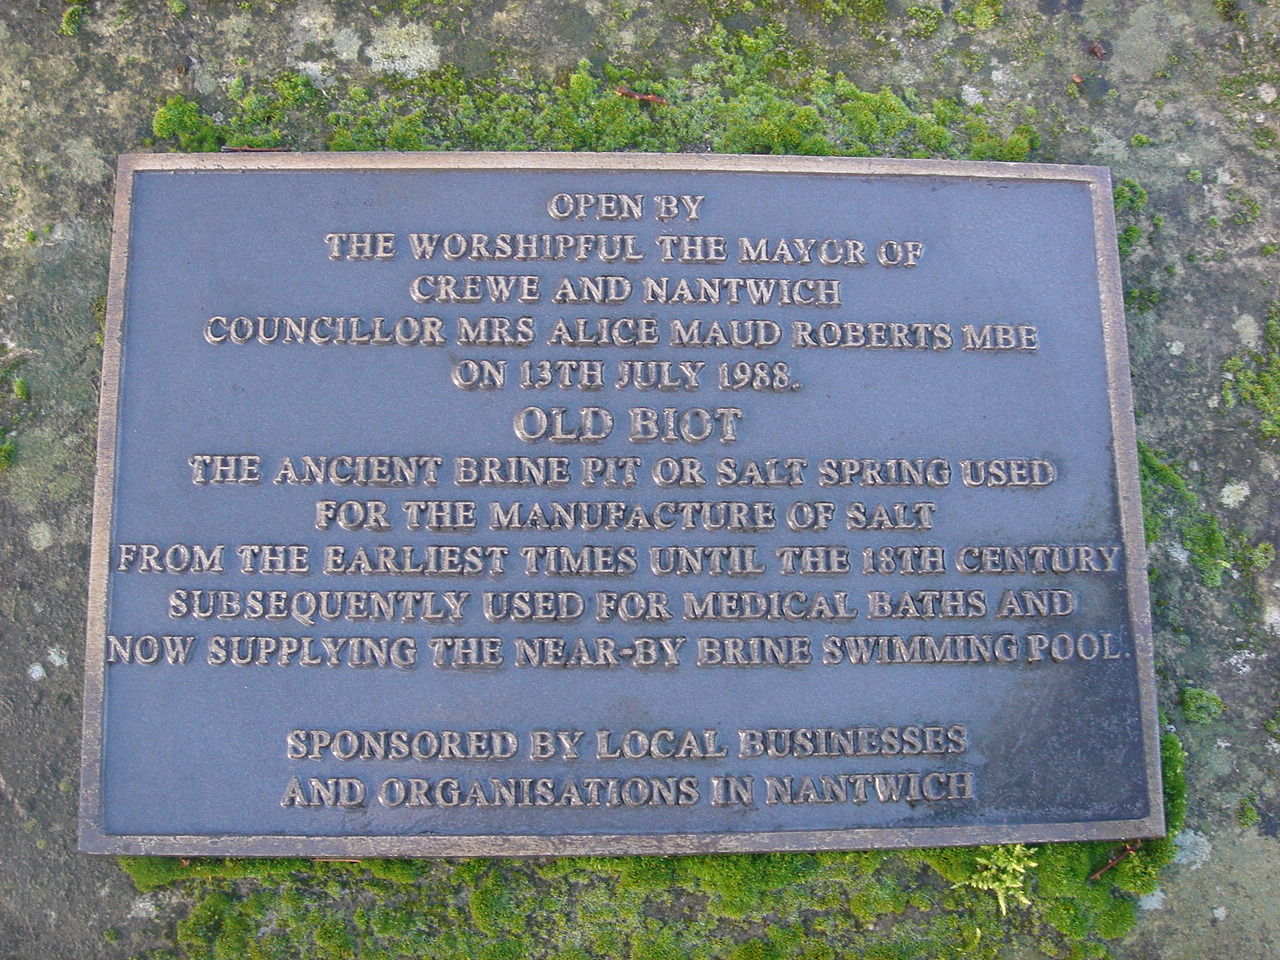 OPEN BY
THE WORSHIPFUL THE MAYOR OF
CREWE AND NANTWICH
COUNCILLOR MRS ALICE MAUD ROBERTS MBE
ON 13TH JULY 1988.
OLD BIOT
THE ANCIENT BRINE PIT OR SALT SPRING USED
FOR THE MANUFACTURE OF SALT
FROM THE EARLIEST TIMES UNTIL THE 18TH CENTURY
SUBSEQUENTLY USED FOR MEDICAL BATHS AND
NOW SUPPLYING THE NEAR-BY BRINE SWIMMING POOL.
SPONSORED BY LOCAL BUSINESSES
AND ORGANISATIONS IN NANTWICH